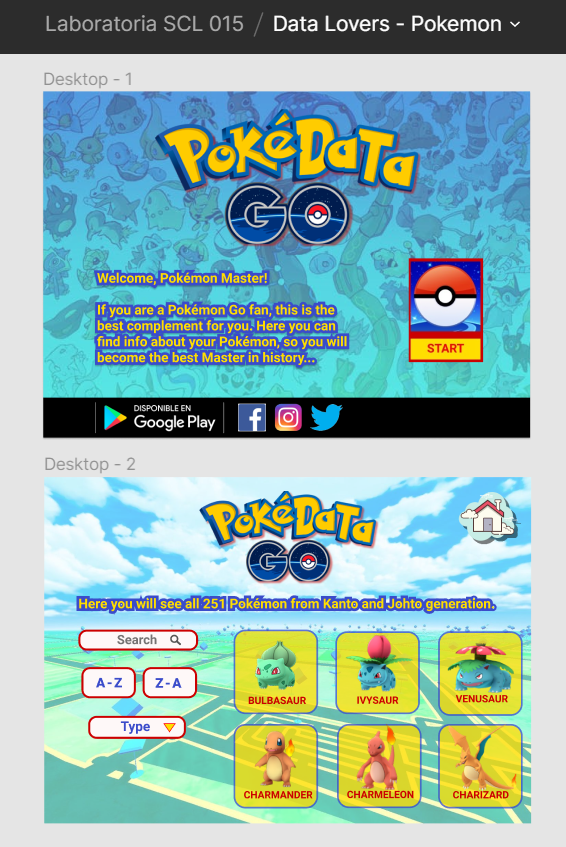 Laboratoria SCL 015 / Data Lovers - Pokemon
Desktop - 1
PokéData
GO
Welcome, Pokémon Master!
If you are a Pokémon Go fan, this is the
best complement for you. Here you can
find info about your Pokémon, so you will
become the best Master in history...
START
DISPONIBLE EN
Google Play
Desktop - 2
PokéData
GO
Here you will see all 251 Pokémon from Kanto and Johto generation.
Search
A-Z
Z-A
Type
BULBASAUR
IVYSAUR
VENUSAUR
CHARMANDER
CHARMELEON
CHARIZARD